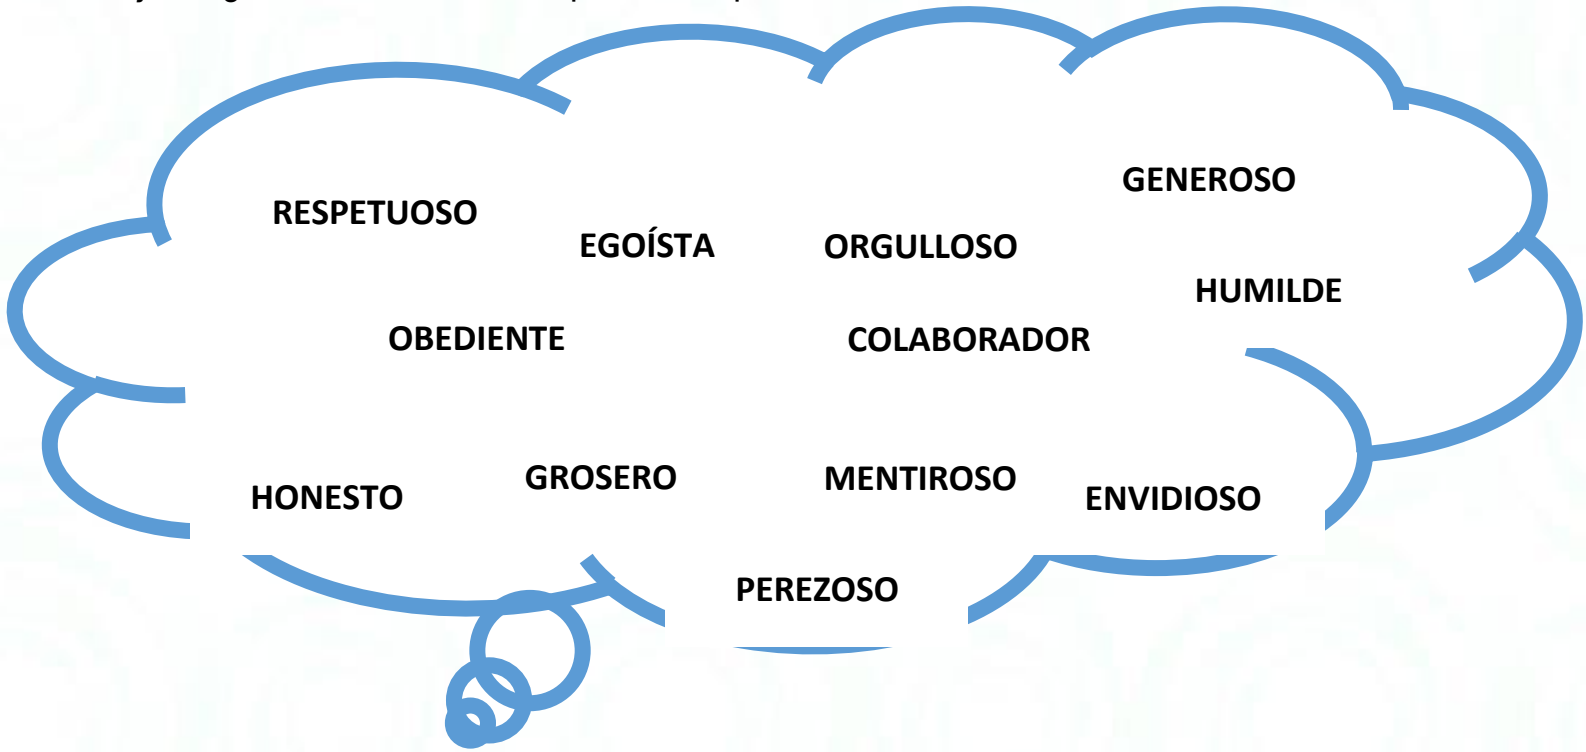 GENEROSO
RESPETUOSO
EGOÍSTA
ORGULLOSO
HUMILDE
OBEDIENTE
COLABORADOR
GROSERO
MENTIROSO
HONESTO
ENVIDIOSO
PEREZOSO